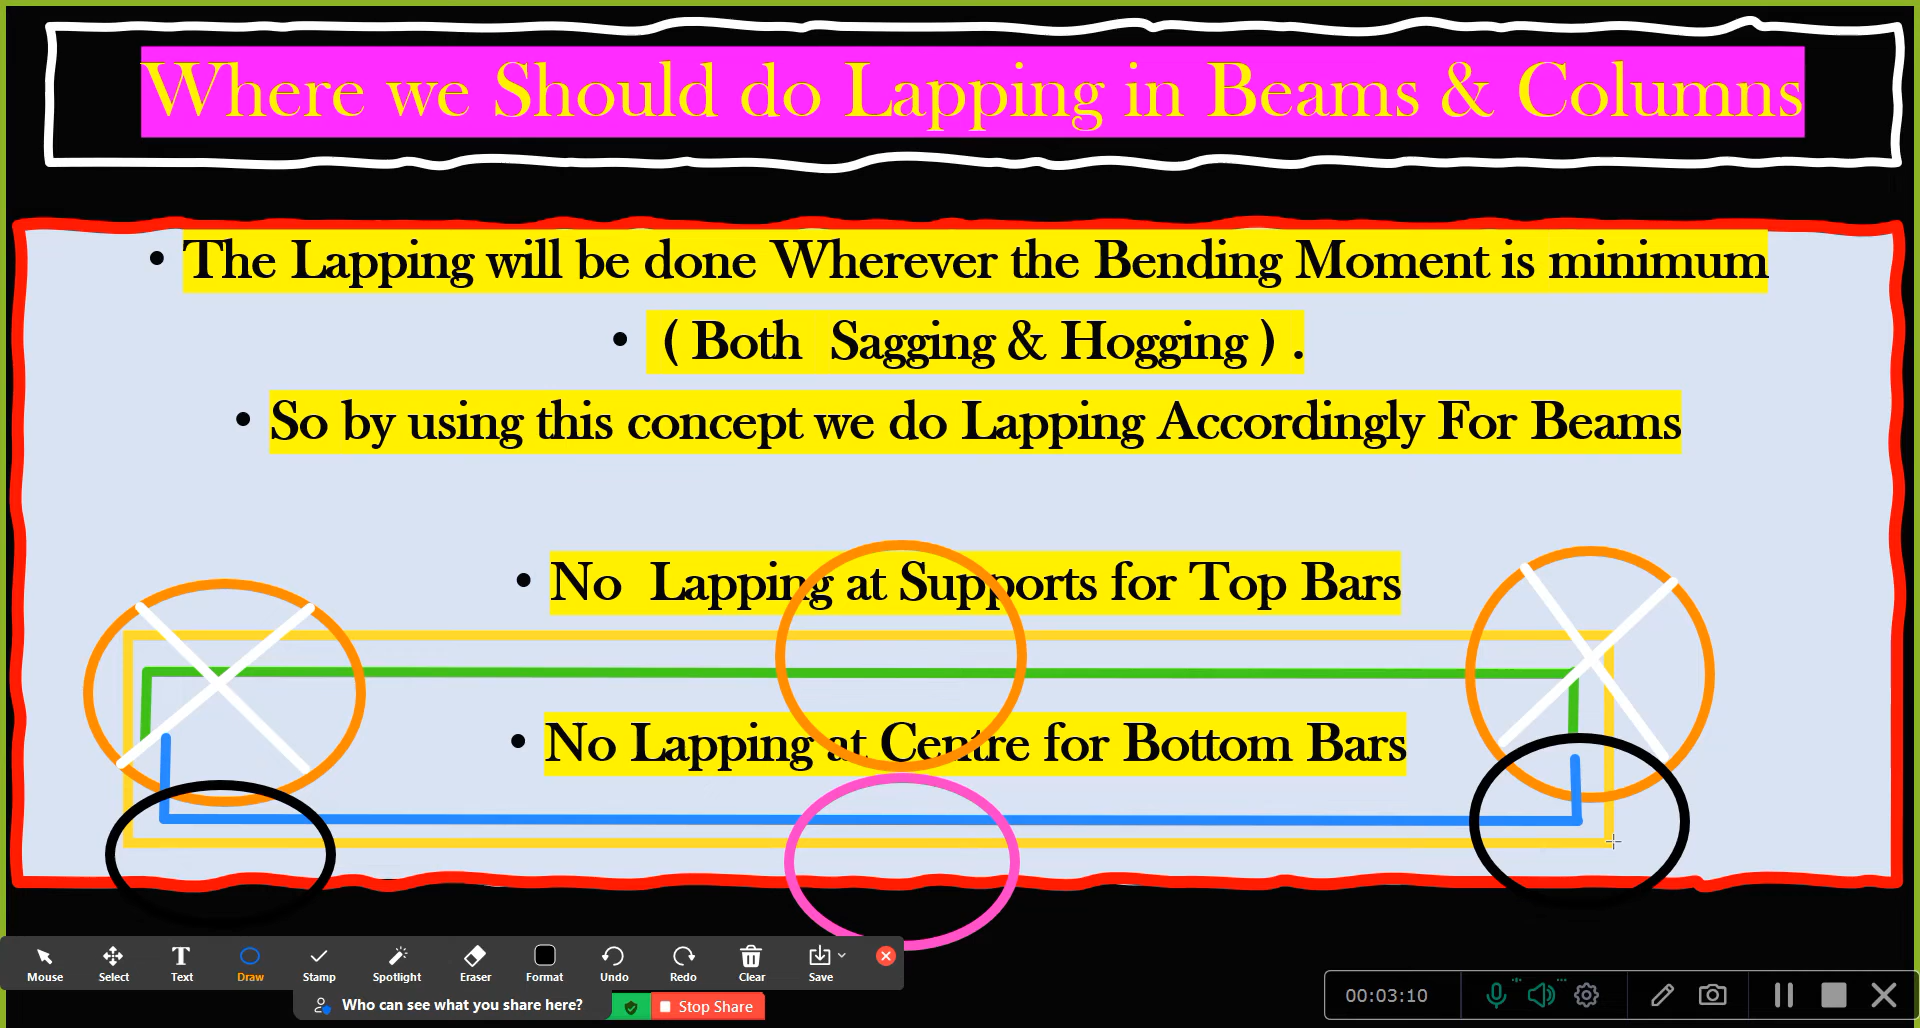 Where we Should do Lapping in Beams & Columns
• The Lapping will be done Wherever the Bending Moment is minimum
• ( Both Sagging & Hogging ) .
• So by using this concept we do Lapping Accordingly For Beams
• No Lapping at Supports for Top Bars
• No Lapping at Centre for Bottom Bars
Mouse Select Text Draw Stamp Spotlight Eraser Format Undo Redo Clear Save
Who can see what you share here? Stop Share
00:03:10